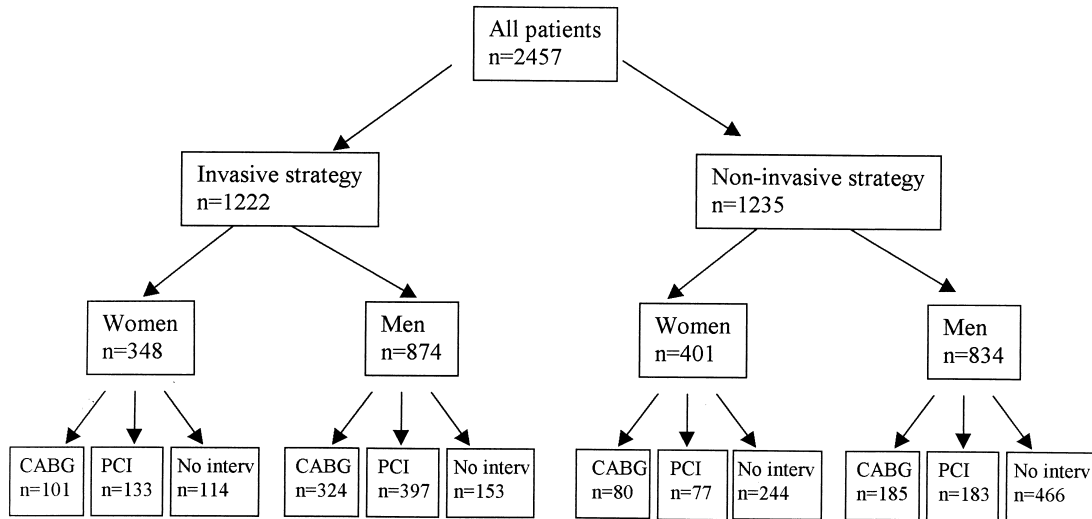 All patients
n=2457
Invasive strategy
n=1222
Non-invasive strategy
n=1235
Women
n=348
Men
n=874
Women
n=401
Men
n=834
CABG
n=101
PCI
n=133
No interv
n=114
CABG
n=324
PCI
n=397
No interv
n=153
CABG
n=80
PCI
n=77
No interv
n=244
CABG
n=185
PCI
n=183
No interv
n=466